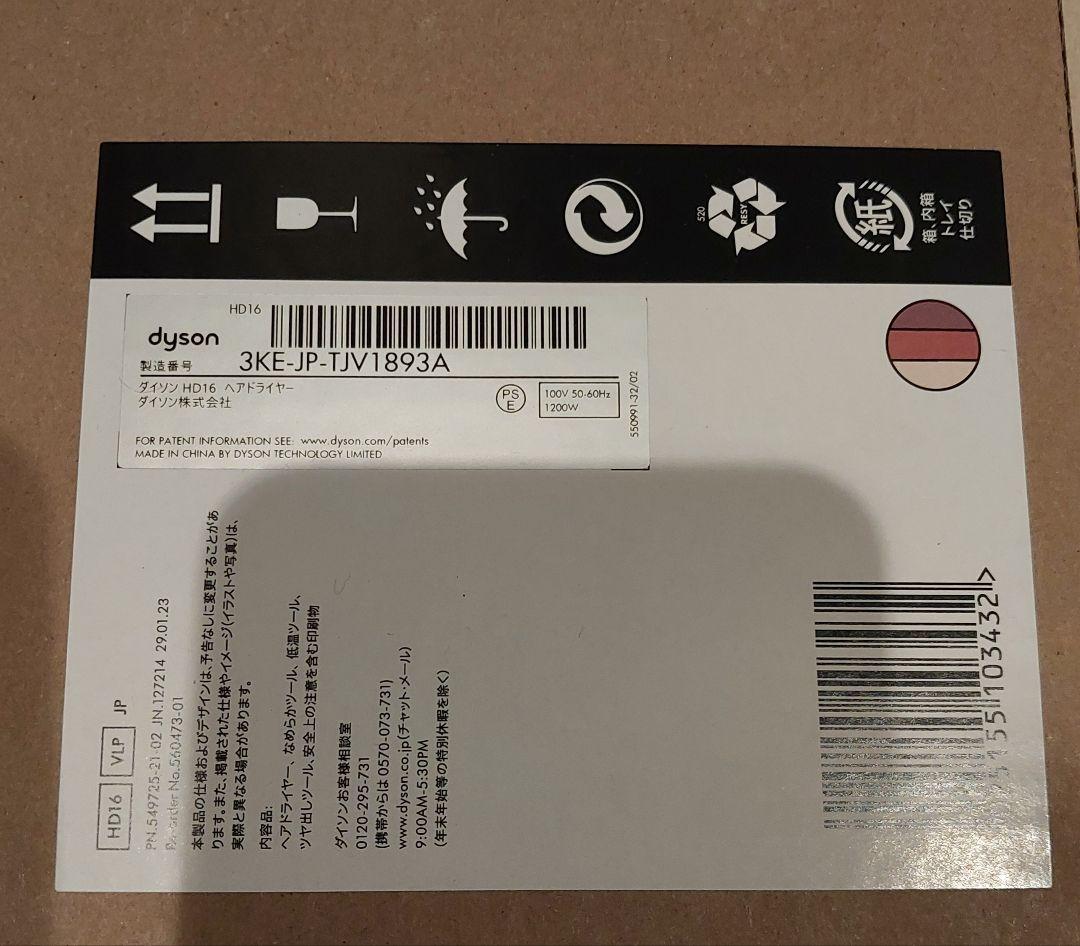 520
RESY
紙
箱、内箱
トレイ
仕切り
HD16
dyson
製造番号 3KE-JP-TJV1893A
ダイソン HD16 ヘアドライヤー
ダイソン株式会社
PS
E
100V 50-60Hz
1200W
550991-32/02
FOR PATENT INFORMATION SEE: www.dyson.com/patents
MADE IN CHINA BY DYSON TECHNOLOGY LIMITED
HD16 VLP JP
PN.549725-21-02 JN.127214 29.01.23
Re-order No.560473-01
本製品の仕様およびデザインは、予告なしに変更することがあ
ります。また、掲載された仕様やイメージ(イラストや写真)は、
実際と異なる場合があります。
内容品:
ヘアドライヤー、なめらかツール、低温ツール、
ツヤ出しツール、安全上の注意を含む印刷物
ダイソンお客様相談室
0120-295-731
(携帯からは 0570-073-731)
www.dyson.co.jp(チャット・メール)
9:00AM-5:30PM
(年末年始等の特別休暇を除く)
55 103432 >